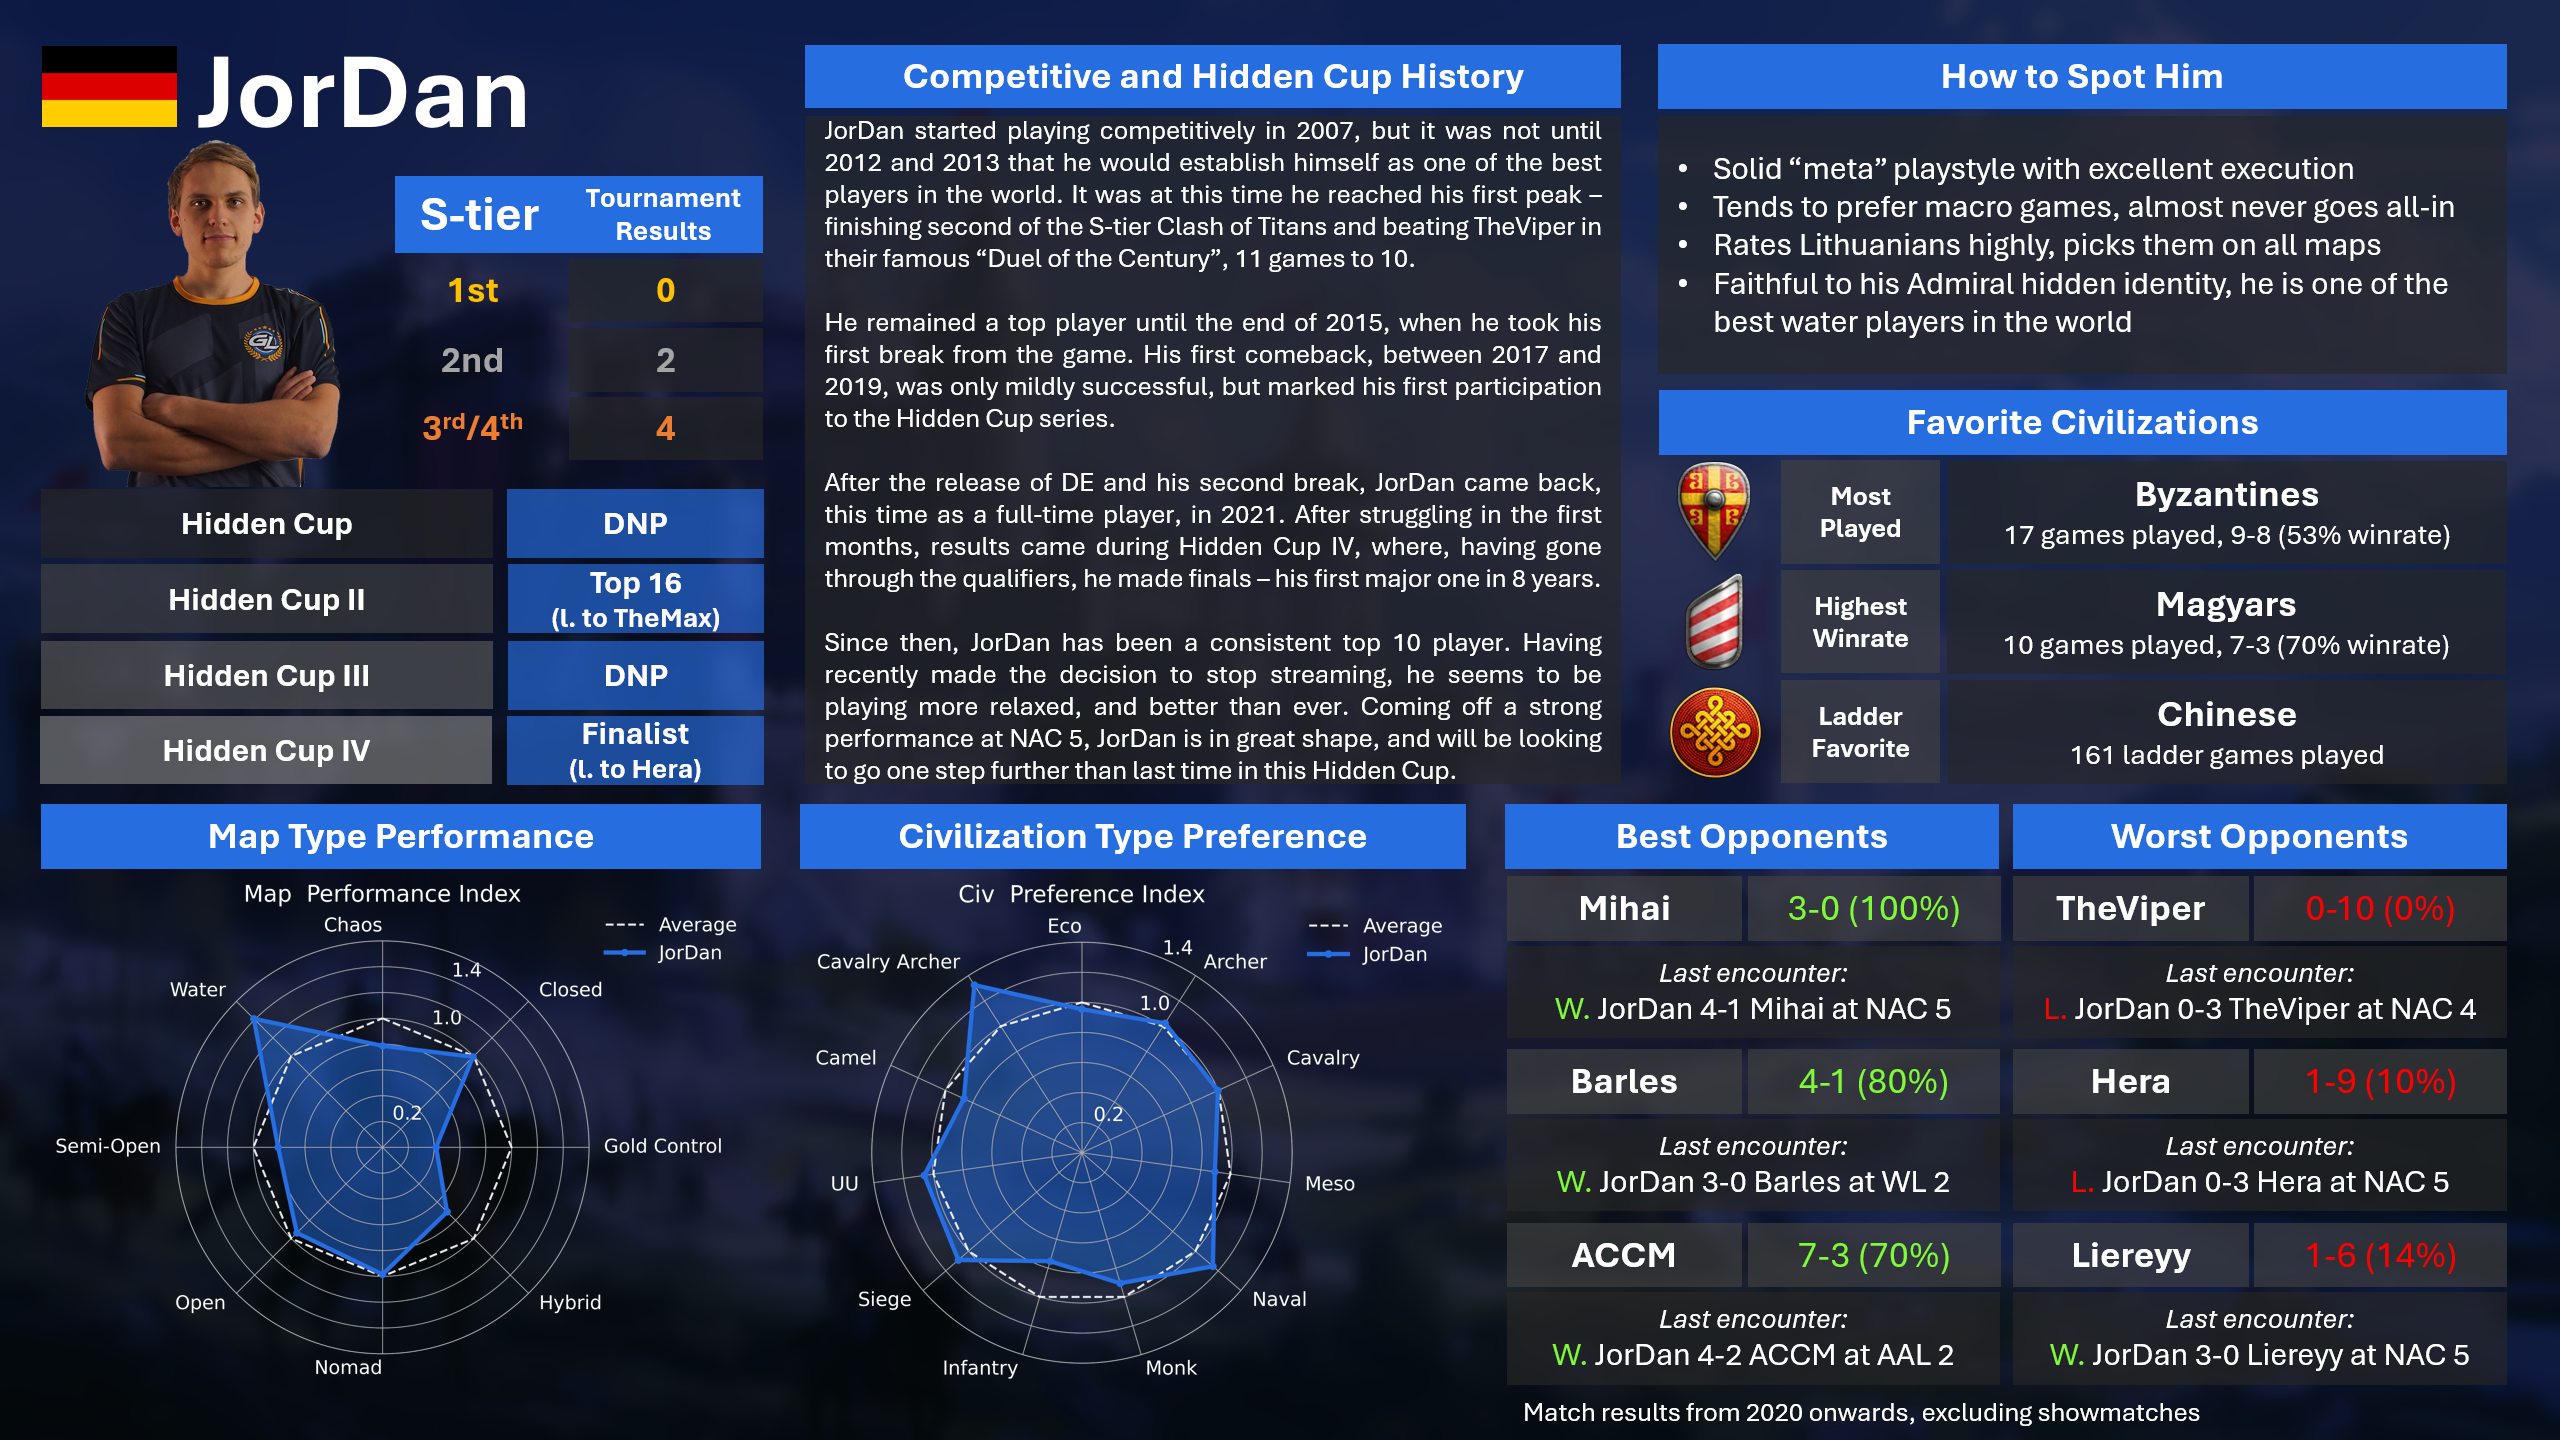 JorDan
S-tier
Tournament
Results
1st
0
2nd
2
3rd/4th
4
Hidden Cup
DNP
Hidden Cup II
Top 16
(l. to TheMax)
Hidden Cup III
DNP
Hidden Cup IV
Finalist
(l. to Hera)
GL
Competitive and Hidden Cup History
JorDan started playing competitively in 2007, but it was not until
2012 and 2013 that he would establish himself as one of the best
players in the world. It was at this time he reached his first peak –
finishing second of the S-tier Clash of Titans and beating TheViper in
their famous “Duel of the Century”, 11 games to 10.
He remained a top player until the end of 2015, when he took his
first break from the game. His first comeback, between 2017 and
2019, was only mildly successful, but marked his first participation
to the Hidden Cup series.
After the release of DE and his second break, JorDan came back,
this time as a full-time player, in 2021. After struggling in the first
months, results came during Hidden Cup IV, where, having gone
through the qualifiers, he made finals – his first major one in 8 years.
Since then, JorDan has been a consistent top 10 player. Having
recently made the decision to stop streaming, he seems to be
playing more relaxed, and better than ever. Coming off a strong
performance at NAC 5, JorDan is in great shape, and will be looking
to go one step further than last time in this Hidden Cup.
How to Spot Him
• Solid “meta” playstyle with excellent execution
• Tends to prefer macro games, almost never goes all-in
• Rates Lithuanians highly, picks them on all maps
• Faithful to his Admiral hidden identity, he is one of the
best water players in the world
Favorite Civilizations
Most
Played
Byzantines
17 games played, 9-8 (53% winrate)
Highest
Winrate
Magyars
10 games played, 7-3 (70% winrate)
Ladder
Favorite
Chinese
161 ladder games played
Map Type Performance
Map Performance Index
Average
JorDan
Chaos
Closed
Gold Control
Hybrid
Nomad
Open
Semi-Open
Water
1.4
1.0
0.2
Civilization Type Preference
Civ Preference Index
Average
JorDan
Eco
Archer
Cavalry
Meso
Naval
Monk
Infantry
Siege
UU
Camel
Cavalry Archer
1.4
1.0
0.2
Best Opponents
Mihai
3-0 (100%)
Last encounter:
W. JorDan 4-1 Mihai at NAC 5
Barles
4-1 (80%)
Last encounter:
W. JorDan 3-0 Barles at WL 2
ACCM
7-3 (70%)
Last encounter:
W. JorDan 4-2 ACCM at AAL 2
Worst Opponents
TheViper
0-10 (0%)
Last encounter:
L. JorDan 0-3 TheViper at NAC 4
Hera
1-9 (10%)
Last encounter:
L. JorDan 0-3 Hera at NAC 5
Liereyy
1-6 (14%)
Last encounter:
W. JorDan 3-0 Liereyy at NAC 5
Match results from 2020 onwards, excluding showmatches